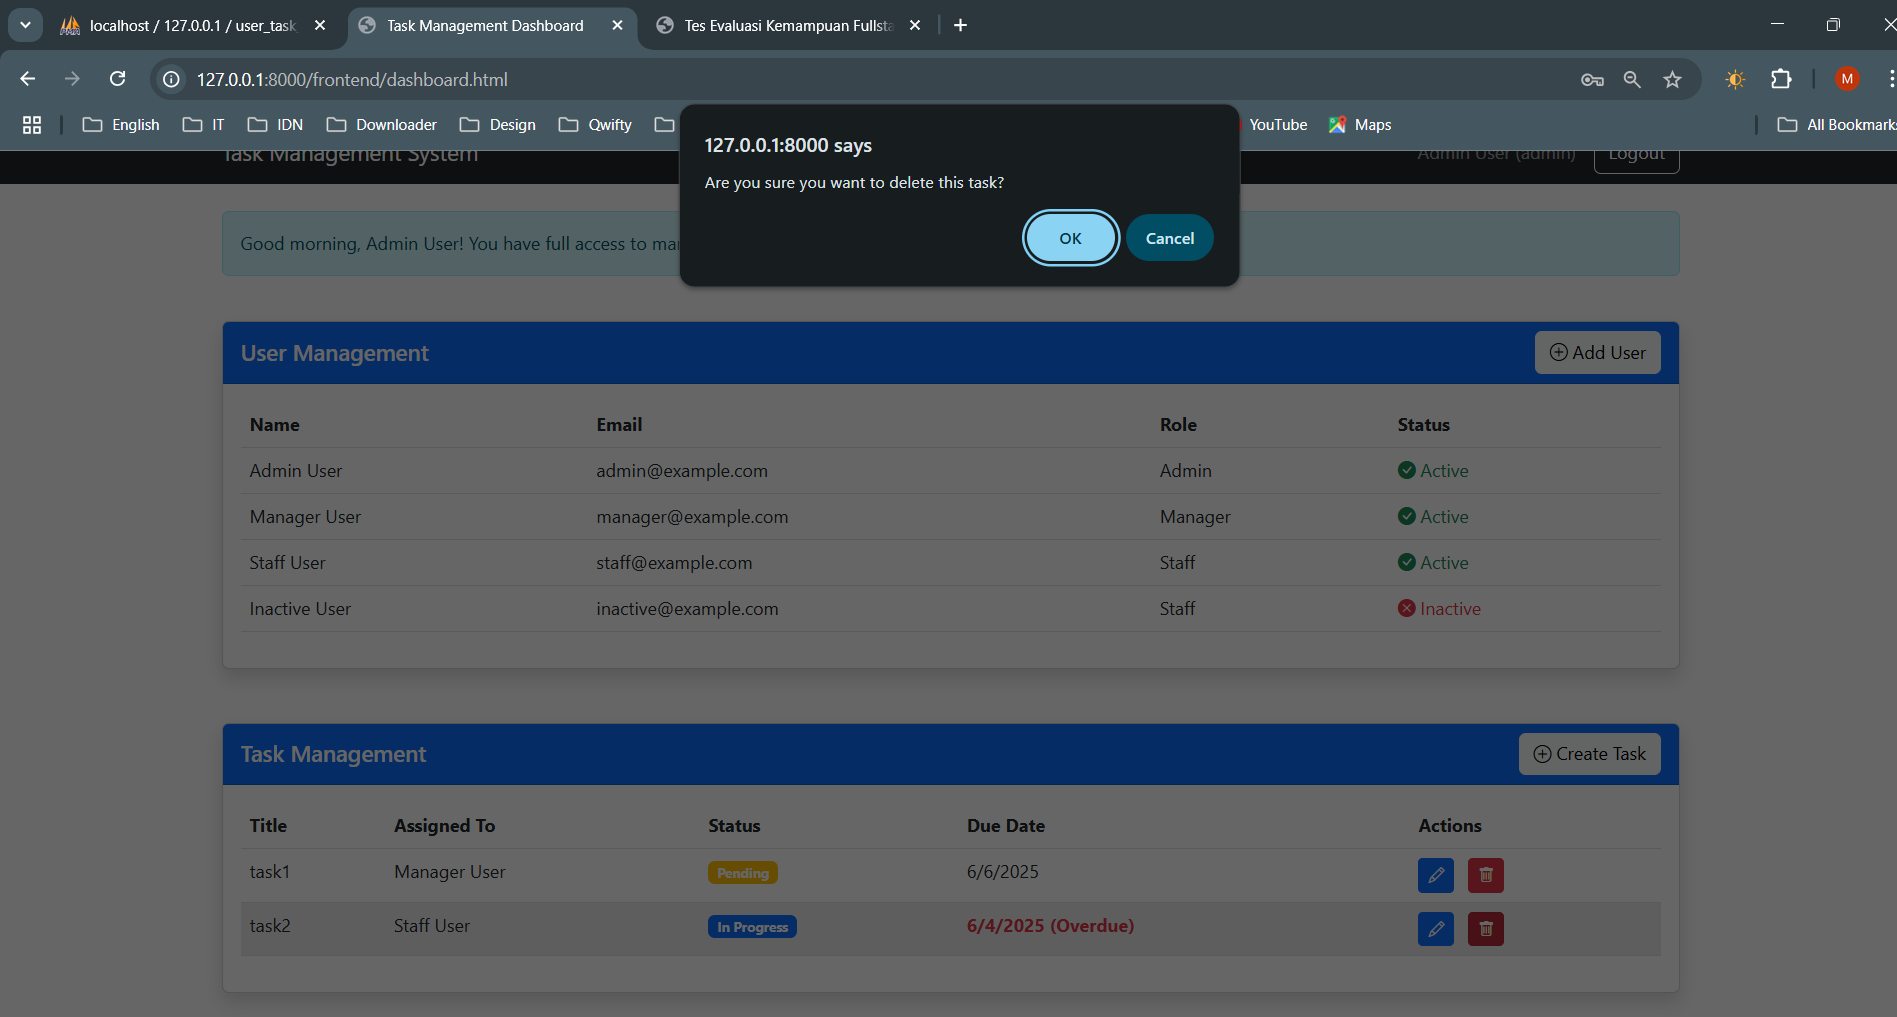 localhost / 127.0.0.1 / user_task
Task Management Dashboard
Tes Evaluasi Kemampuan Fullsta
127.0.0.1:8000/frontend/dashboard.html
M
English
IT
IDN
Downloader
Design
Qwifty
YouTube
Maps
All Bookmarks
127.0.0.1:8000 says
Are you sure you want to delete this task?
OK
Cancel
Task Management System
Admin User (admin)
Logout
Good morning, Admin User! You have full access to ma
User Management
Add User
Name Email Role Status
Admin User admin@example.com Admin Active
Manager User manager@example.com Manager Active
Staff User staff@example.com Staff Active
Inactive User inactive@example.com Staff Inactive
Task Management
Create Task
Title Assigned To Status Due Date Actions
task1 Manager User Pending 6/6/2025
task2 Staff User In Progress 6/4/2025 (Overdue)